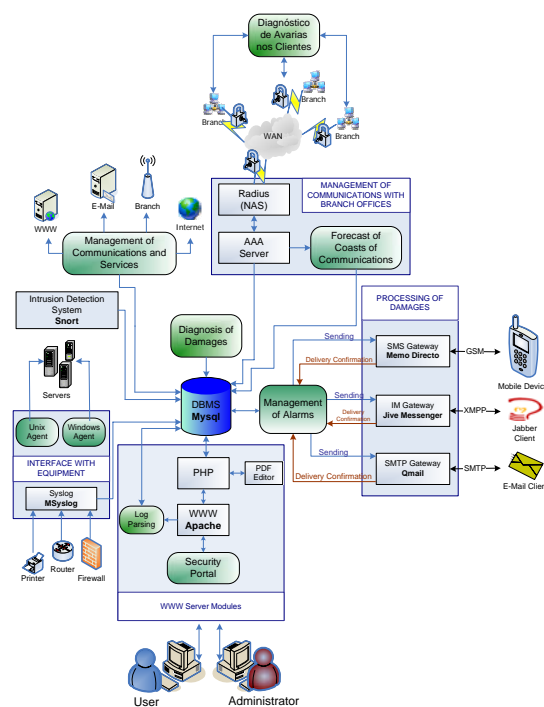 Diagnóstico
de Avarias
nos Clientes
Branch
Branch
Branch
WAN
E-Mail
Branch
WWW
Internet
Management of
Communications and
Services
Radius
(NAS)
MANAGEMENT OF
COMMUNICATIONS WITH
BRANCH OFFICES
AAA
Server
Forecast of
Coasts of
Communications
Intrusion Detection
System
Snort
Diagnosis of
Damages
PROCESSING OF
DAMAGES
Servers
Sending
SMS Gateway
Memo Directo
GSM
Delivery Confirmation
Mobile Devic
DBMS
Mysql
Management
of Alarms
Sending
Delivery
Confirmation
IM Gateway
Jive Messenger
XMPP
Jabber
Client
Unix
Agent
Windows
Agent
Sending
Delivery Confirmation
SMTP Gateway
Qmail
SMTP
E-Mail Clien
INTERFACE WITH
EQUIPMENT
PHP
PDF
Editor
Syslog
MSyslog
Log
Parsing
WWW
Apache
Printer
Router
Firewall
Security
Portal
WWW Server Modules
User
Administrator